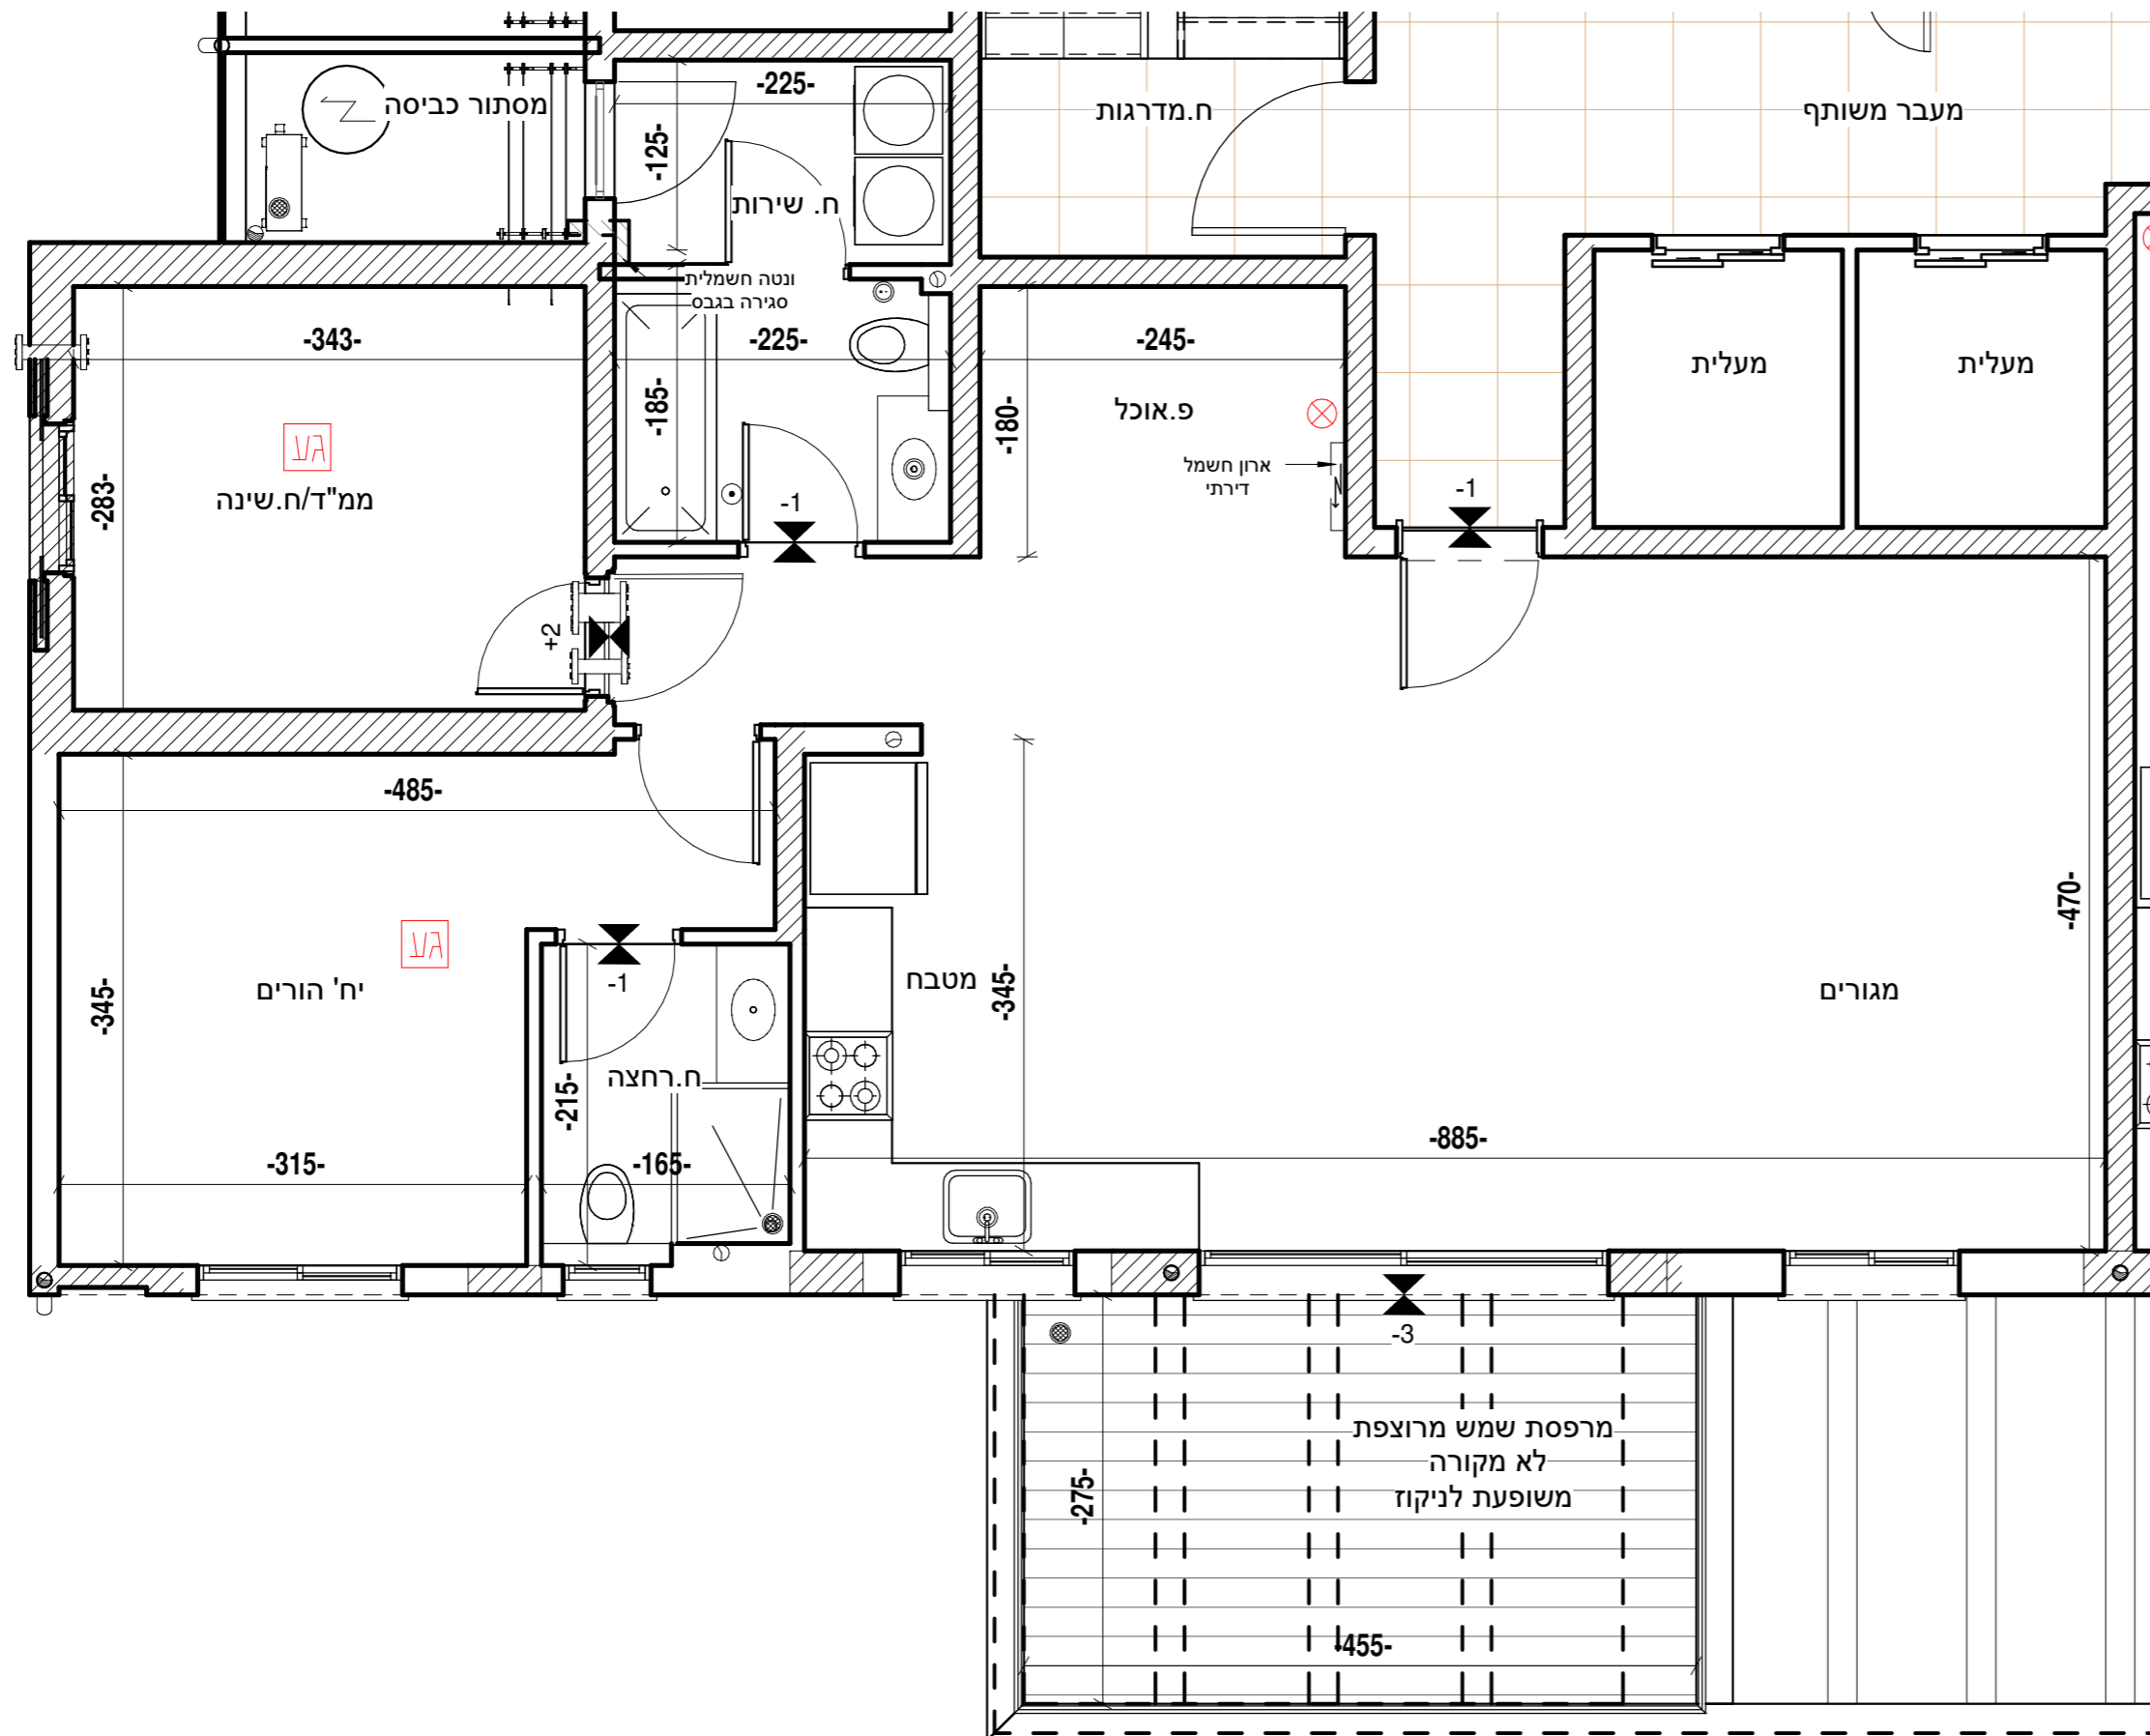 מסתור כביסה
-225-
ח.מדרגות
מעבר משותף
-125-
ח. שירות
ונטה חשמלית
סגירה בגבס
-343-
-225-
-245-
מעלית
מעלית
-185-
-180-
פ.אוכל
ארון חשמל
דירתי
-283-
ממ"ד/ח.שינה
-1
-1
+2
-485-
-470-
-345-
יח' הורים
-1
מטבח
-345-
מגורים
-215-
ח.רחצה
-315-
-165-
-885-
-3
מרפסת שמש מרוצפת
לא מקורה
משופעת לניקוז
-275-
-455-